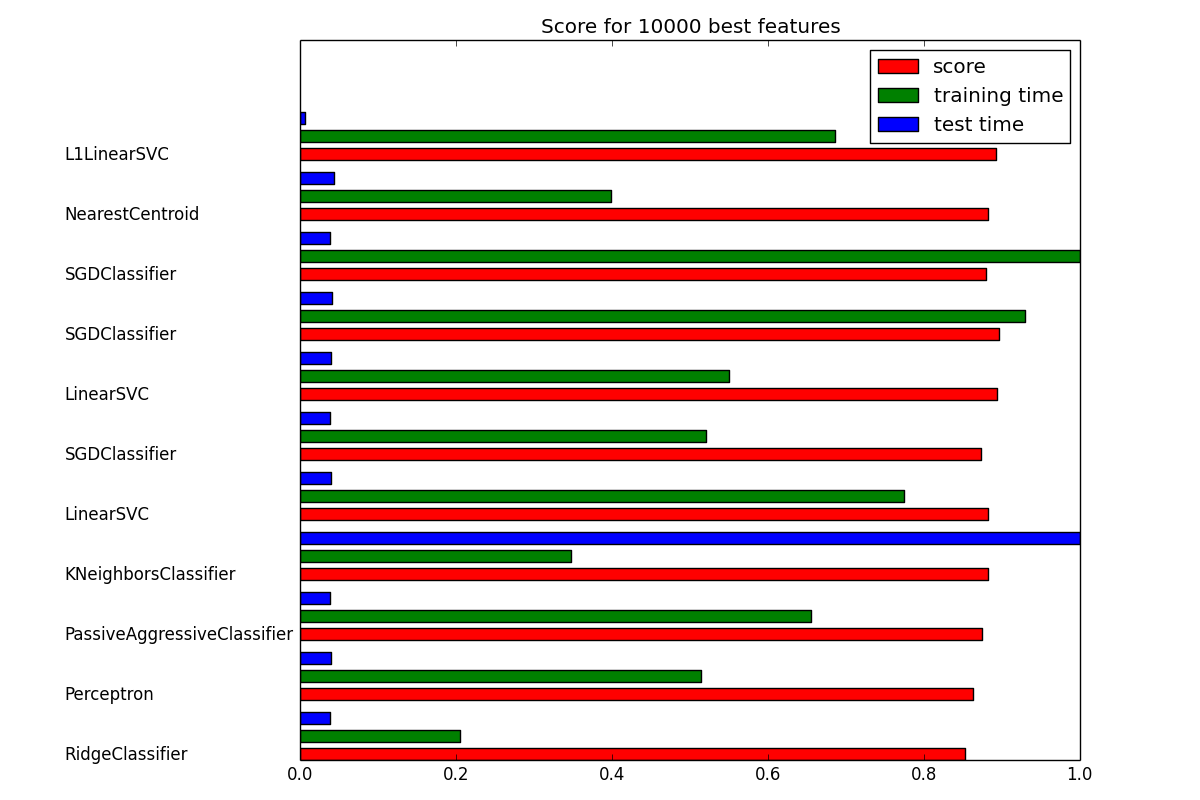 Score for 10000 best features
score
training time
test time
L1LinearSVC
NearestCentroid
SGDClassifier
SGDClassifier
LinearSVC
SGDClassifier
LinearSVC
KNeighborsClassifier
PassiveAggressiveClassifier
Perceptron
RidgeClassifier
0.0 0.2 0.4 0.6 0.8 1.0